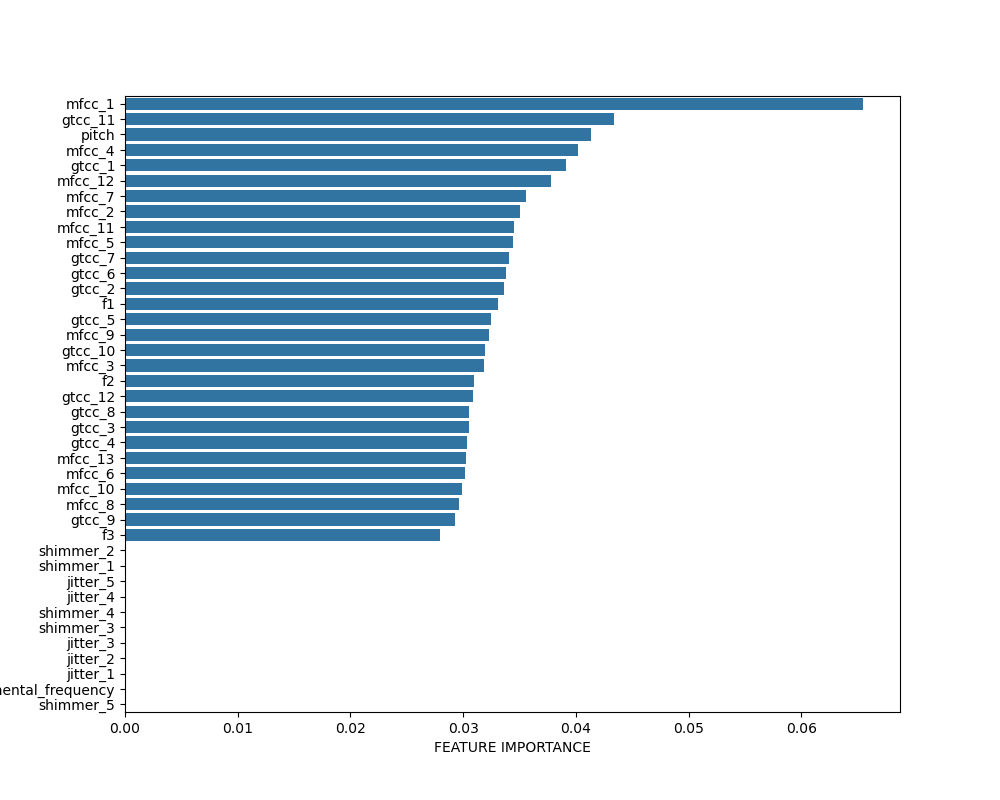 mfcc_1
gtcc_11
pitch
mfcc_4
gtcc_1
mfcc_12
mfcc_7
mfcc_2
mfcc_11
mfcc_5
gtcc_7
gtcc_6
gtcc_2
f1
gtcc_5
mfcc_9
gtcc_10
mfcc_3
f2
gtcc_12
gtcc_8
gtcc_3
gtcc_4
mfcc_13
mfcc_6
mfcc_10
mfcc_8
gtcc_9
f3
shimmer_2
shimmer_1
jitter_5
jitter_4
shimmer_4
shimmer_3
jitter_3
jitter_2
jitter_1
ental_frequency
shimmer_5
0.00 0.01 0.02 0.03 0.04 0.05 0.06
FEATURE IMPORTANCE